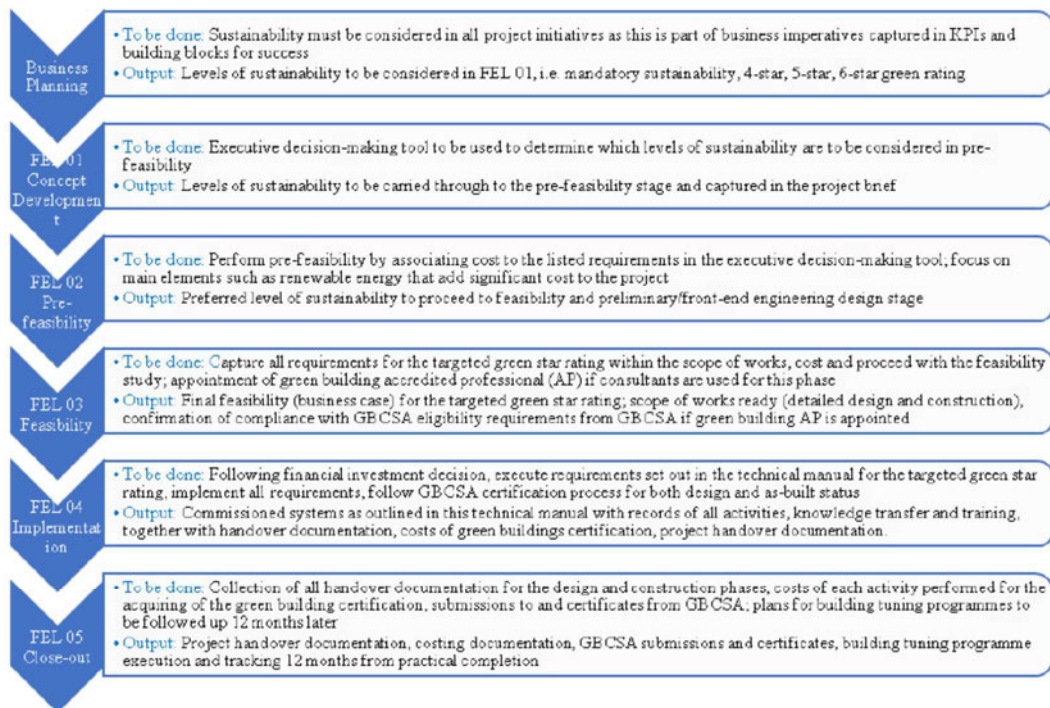 Business
Planning
• To be done: Sustainability must be considered in all project initiatives as this is part of business imperatives captured in KPIs and
building blocks for success
• Output: Levels of sustainability to be considered in FEL 01, i.e. mandatory sustainability, 4-star, 5-star, 6-star green rating
FEL 01
Concept
Developmen
t
• To be done: Executive decision-making tool to be used to determine which levels of sustainability are to be considered in pre-
feasibility
• Output: Levels of sustainability to be carried through to the pre-feasibility stage and captured in the project brief
FEL 02
Pre-
feasibility
• To be done: Perform pre-feasibility by associating cost to the listed requirements in the executive decision-making tool; focus on
main elements such as renewable energy that add significant cost to the project
• Output: Preferred level of sustainability to proceed to feasibility and preliminary/front-end engineering design stage
FEL 03
Feasibility
• To be done: Capture all requirements for the targeted green star rating within the scope of works, cost and proceed with the feasibility
study; appointment of green building accredited professional (AP) if consultants are used for this phase
• Output: Final feasibility (business case) for the targeted green star rating; scope of works ready (detailed design and construction),
confirmation of compliance with GBCSA eligibility requirements from GBCSA if green building AP is appointed
FEL 04
Implementat
ion
• To be done: Following financial investment decision, execute requirements set out in the technical manual for the targeted green star
rating, implement all requirements, follow GBCSA certification process for both design and as-built status
• Output: Commissioned systems as outlined in this technical manual with records of all activities, knowledge transfer and training,
together with handover documentation, costs of green buildings certification, project handover documentation.
FEL 05
Close-out
• To be done: Collection of all handover documentation for the design and construction phases, costs of each activity performed for the
acquiring of the green building certification, submissions to and certificates from GBCSA; plans for building tuning programmes to
be followed up 12 months later
• Output: Project handover documentation, costing documentation, GBCSA submissions and certificates, building tuning programme
execution and tracking 12 months from practical completion